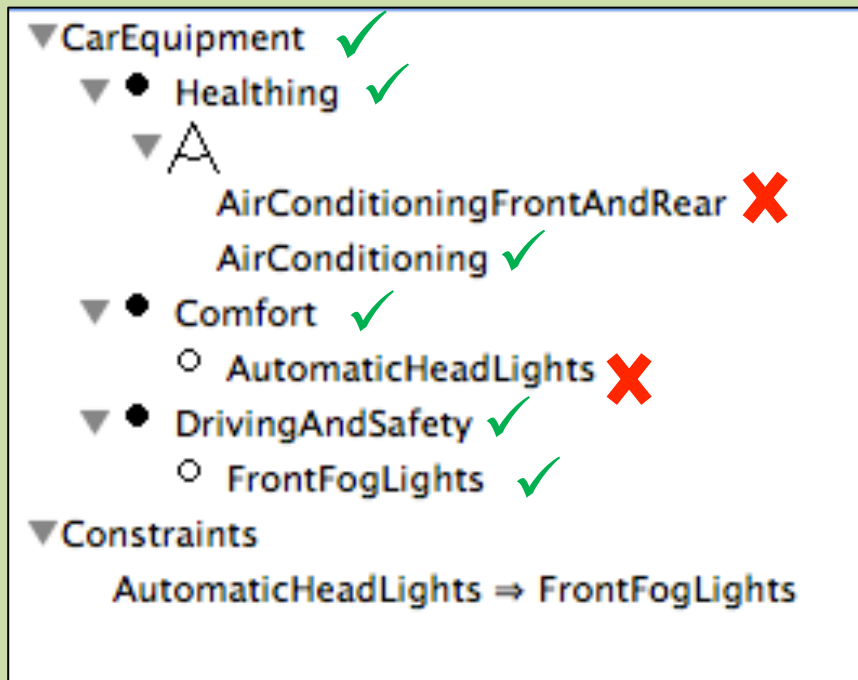 CarEquipment
Healthing
AirConditioningFrontAndRear
AirConditioning
Comfort
AutomaticHeadLights
DrivingAndSafety
FrontFogLights
Constraints
AutomaticHeadLights ⇒ FrontFogLights